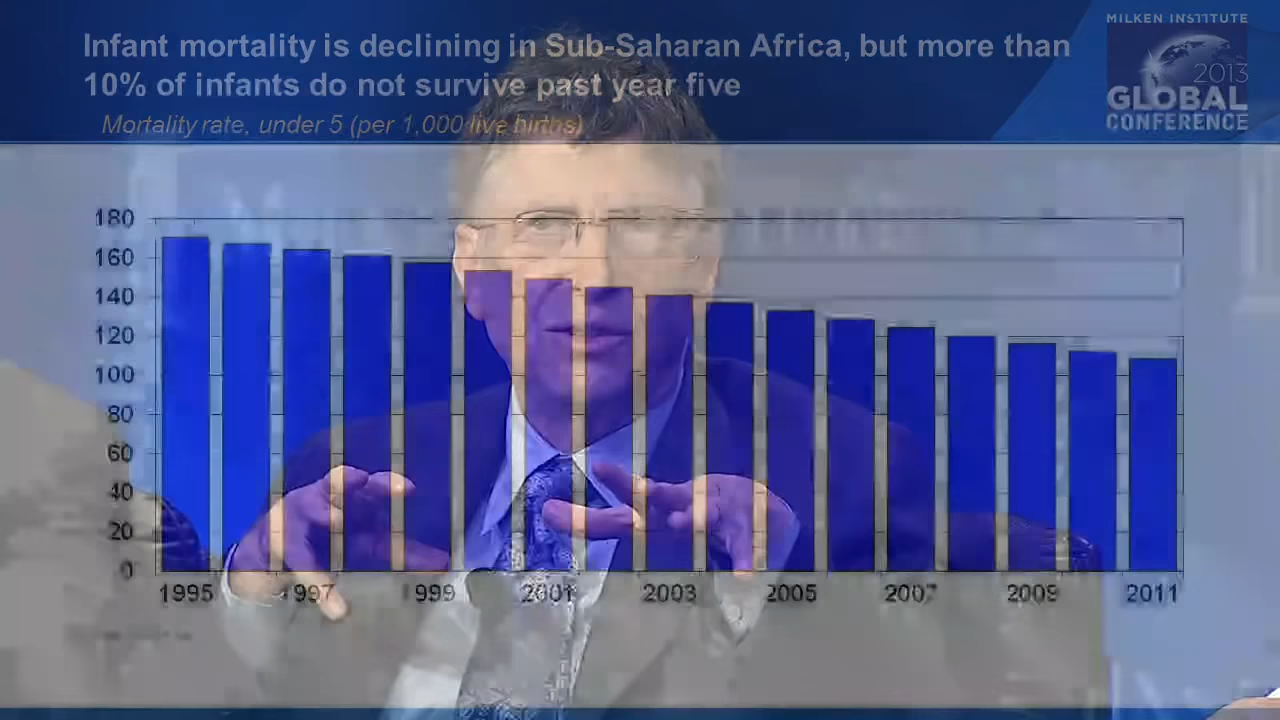 MILKEN INSTITUTE
2013
GLOBAL
CONFERENCE
Infant mortality is declining in Sub-Saharan Africa, but more than
10% of infants do not survive past year five
Mortality rate, under 5 (per 1,000 live births)
180
160
140
120
100
80
60
40
20
0
1995 1997 1999 2001 2003 2005 2007 2009 2011